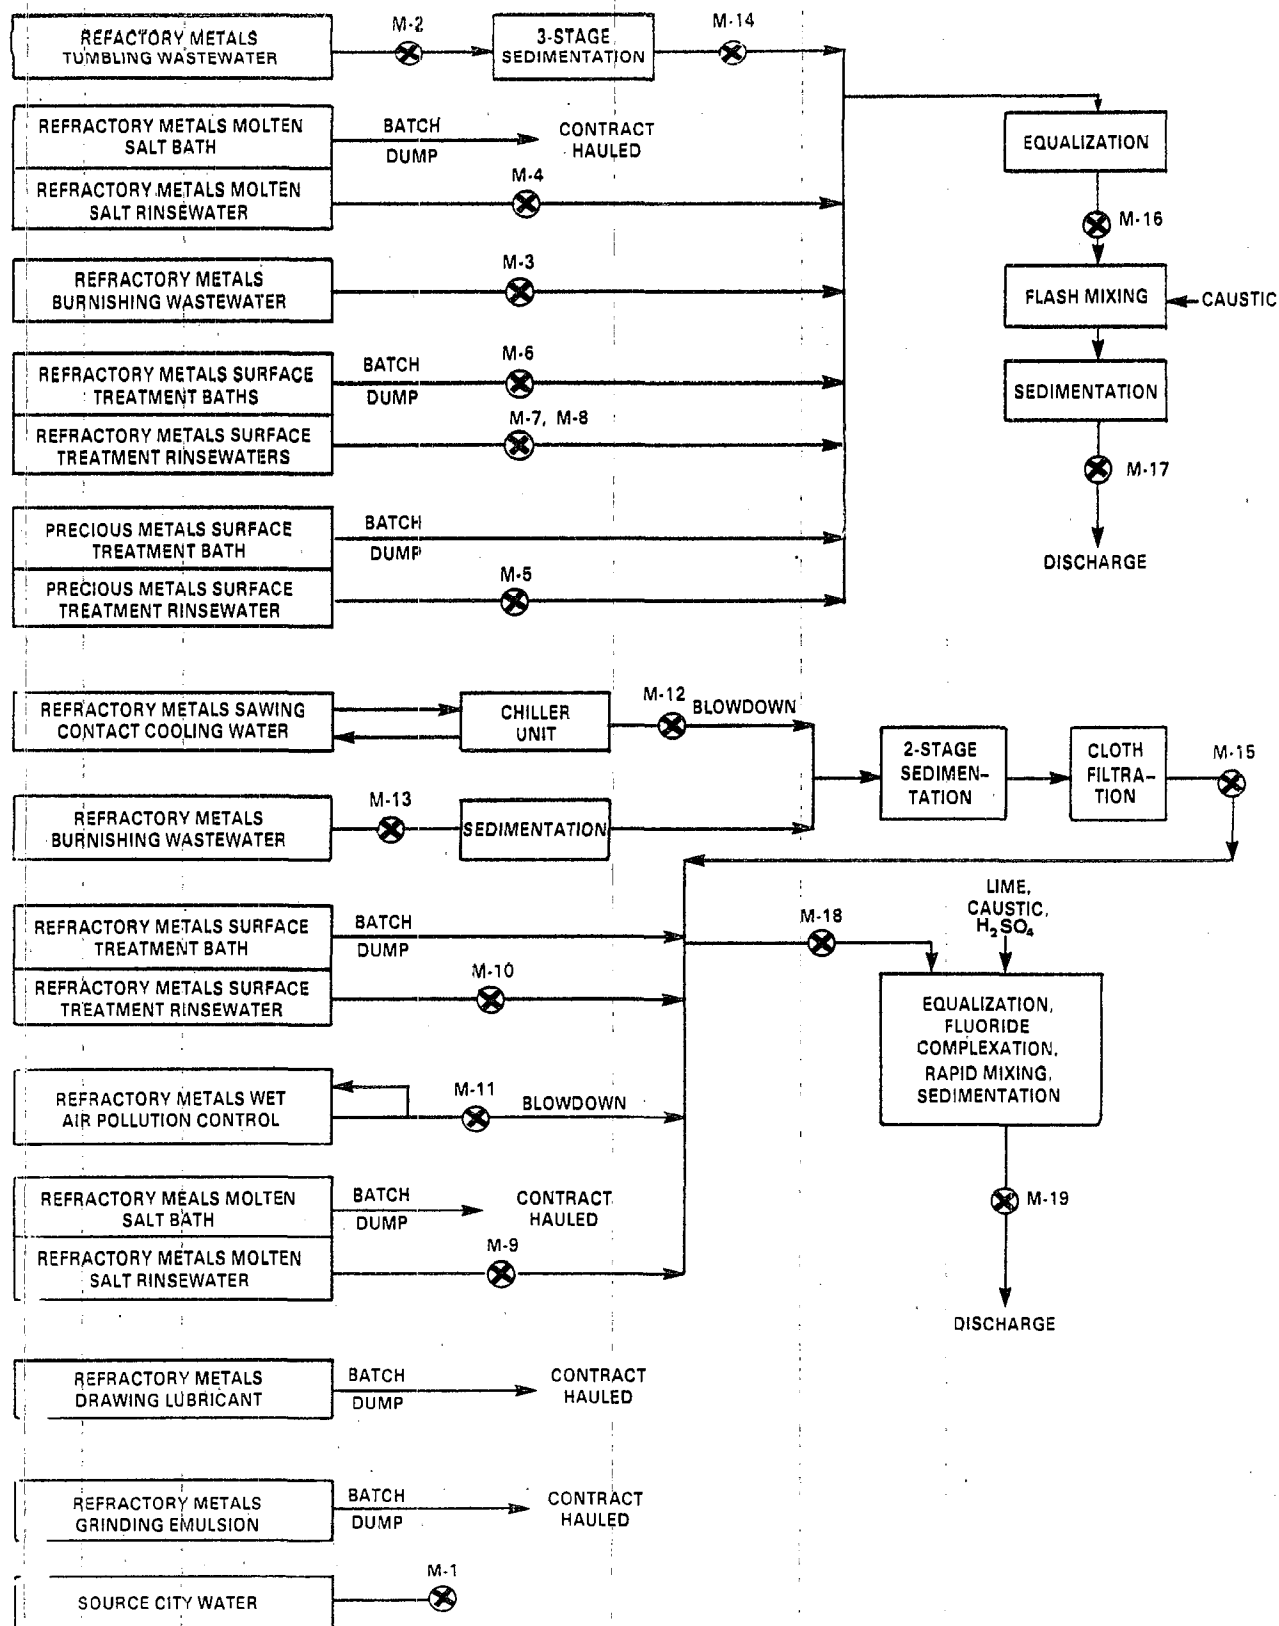 M-2
M-14
REFACTORY METALS
TUMBLING WASTEWATER
3-STAGE
SEDIMENTATION
REFRACTORY METALS MOLTEN
SALT BATH
BATCH
DUMP
CONTRACT
HAULED
EQUALIZATION
REFRACTORY METALS MOLTEN
SALT RINSEWATER
M-4
M-16
REFRACTORY METALS
BURNISHING WASTEWATER
M-3
FLASH MIXING
CAUSTIC
REFRACTORY METALS SURFACE
TREATMENT BATHS
BATCH
DUMP
M-6
SEDIMENTATION
REFRACTORY METALS SURFACE
TREATMENT RINSEWATERS
M-7, M-8
M-17
PRECIOUS METALS SURFACE
TREATMENT BATH
BATCH
DUMP
DISCHARGE
PRECIOUS METALS SURFACE
TREATMENT RINSEWATER
M-5
REFRACTORY METALS SAWING
CONTACT COOLING WATER
CHILLER
UNIT
M-12
BLOWDOWN
2-STAGE
SEDIMEN-
TATION
CLOTH
FILTRA-
TION
M-15
REFRACTORY METALS
BURNISHING WASTEWATER
M-13
SEDIMENTATION
LIME,
CAUSTIC,
H₂SO₄
REFRACTORY METALS SURFACE
TREATMENT BATH
BATCH
DUMP
M-18
REFRACTORY METALS SURFACE
TREATMENT RINSEWATER
M-10
EQUALIZATION,
FLUORIDE
COMPLEXATION,
RAPID MIXING,
SEDIMENTATION
REFRACTORY METALS WET
AIR POLLUTION CONTROL
M-11
BLOWDOWN
REFRACTORY MEALS MOLTEN
SALT BATH
BATCH
DUMP
CONTRACT
HAULED
M-19
REFRACTORY METALS MOLTEN
SALT RINSEWATER
M-9
DISCHARGE
REFRACTORY METALS
DRAWING LUBRICANT
BATCH
DUMP
CONTRACT
HAULED
REFRACTORY METALS
GRINDING EMULSION
BATCH
DUMP
CONTRACT
HAULED
SOURCE CITY WATER
M-1